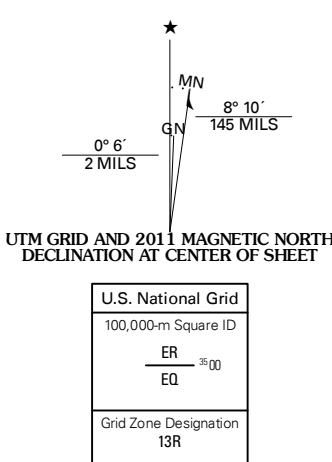 MN
8° 10´
145 MILS
GN
0° 6´
2 MILS
UTM GRID AND 2011 MAGNETIC NORTH
DECLINATION AT CENTER OF SHEET
U.S. National Grid
100,000-m Square ID
ER
3500
EQ
Grid Zone Designation
13R